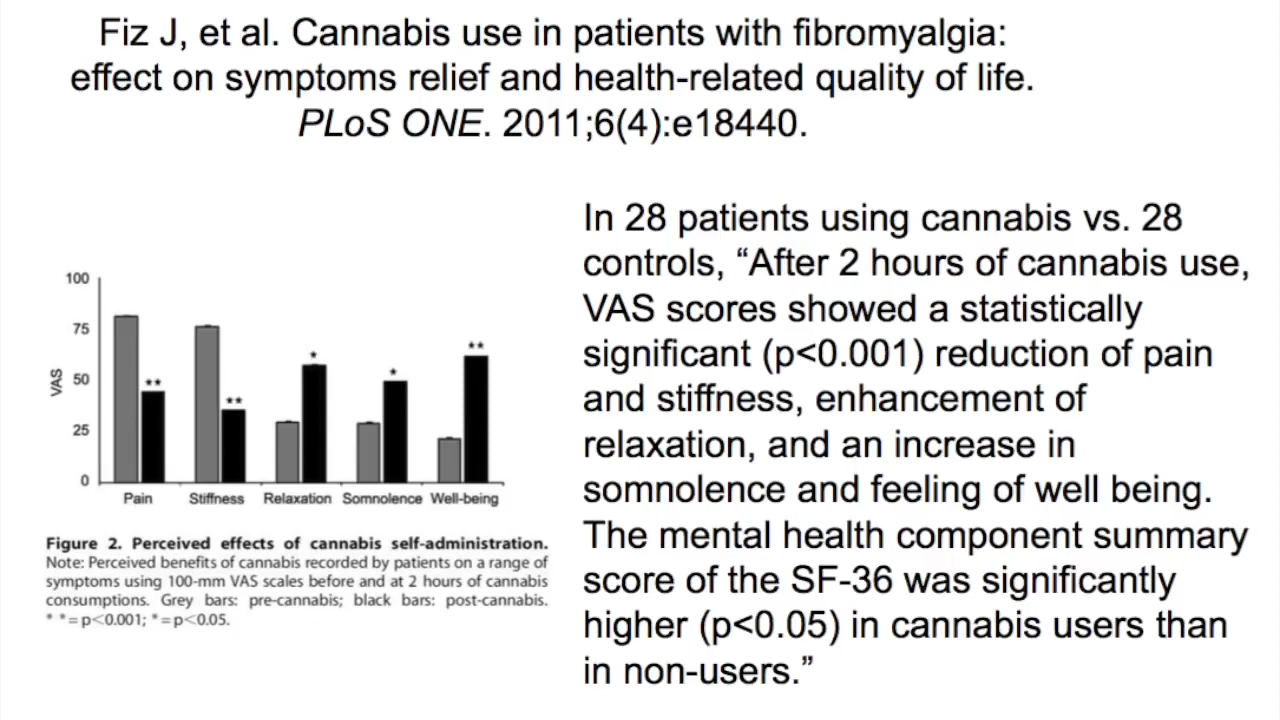 Fiz J, et al. Cannabis use in patients with fibromyalgia:
effect on symptoms relief and health-related quality of life.
PLoS ONE. 2011;6(4):e18440.
100
75
50
25
0
VAS
**
**
*
*
**
Pain Stiffness Relaxation Somnolence Well-being
Figure 2. Perceived effects of cannabis self-administration.
Note: Perceived benefits of cannabis recorded by patients on a range of
symptoms using 100-mm VAS scales before and at 2 hours of cannabis
consumptions. Grey bars: pre-cannabis; black bars: post-cannabis.
* *=p<0.001; *=p<0.05.
In 28 patients using cannabis vs. 28
controls, “After 2 hours of cannabis use,
VAS scores showed a statistically
significant (p<0.001) reduction of pain
and stiffness, enhancement of
relaxation, and an increase in
somnolence and feeling of well being.
The mental health component summary
score of the SF-36 was significantly
higher (p<0.05) in cannabis users than
in non-users.”